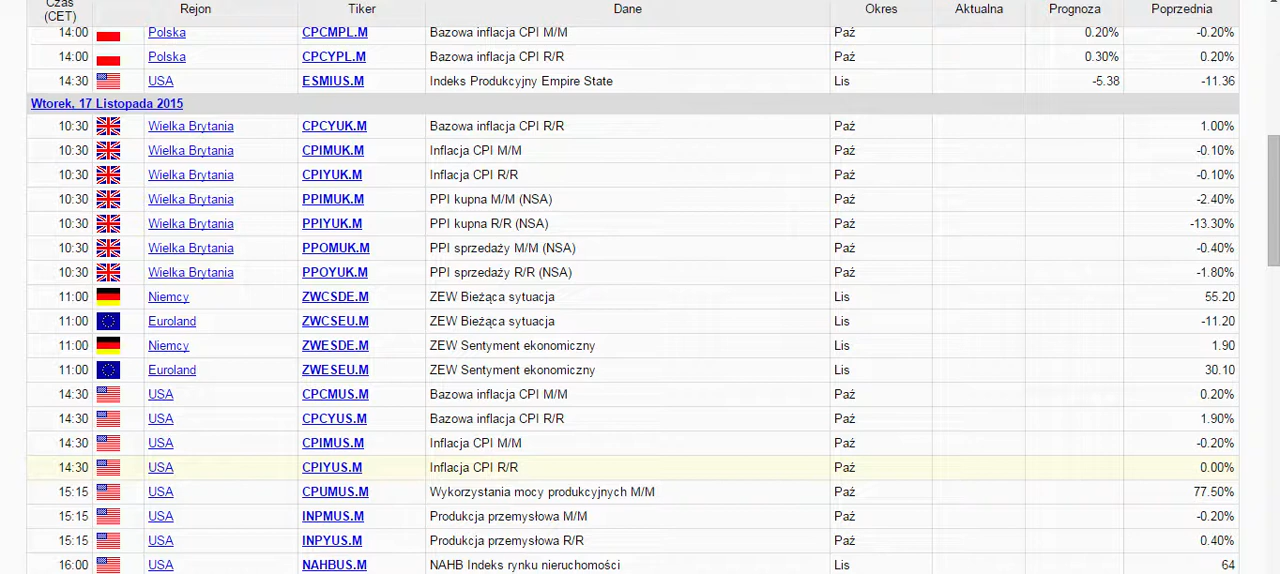 Czas (CET) Rejon Tiker Dane Okres Aktualna Prognoza Poprzednia
14:00 Polska CPCMPL.M Bazowa inflacja CPI M/M Paź 0.20% -0.20%
14:00 Polska CPCYPL.M Bazowa inflacja CPI R/R Paź 0.30% 0.20%
14:30 USA ESMIUS.M Indeks Produkcyjny Empire State Lis -5.38 -11.36
Wtorek, 17 Listopada 2015
10:30 Wielka Brytania CPCYUK.M Bazowa inflacja CPI R/R Paź 1.00%
10:30 Wielka Brytania CPIMUK.M Inflacja CPI M/M Paź -0.10%
10:30 Wielka Brytania CPIYUK.M Inflacja CPI R/R Paź -0.10%
10:30 Wielka Brytania PPIMUK.M PPI kupna M/M (NSA) Paź -2.40%
10:30 Wielka Brytania PPIYUK.M PPI kupna R/R (NSA) Paź -13.30%
10:30 Wielka Brytania PPOMUK.M PPI sprzedaży M/M (NSA) Paź -0.40%
10:30 Wielka Brytania PPOYUK.M PPI sprzedaży R/R (NSA) Paź -1.80%
11:00 Niemcy ZWCSDE.M ZEW Bieżąca sytuacja Lis 55.20
11:00 Euroland ZWCSEU.M ZEW Bieżąca sytuacja Lis -11.20
11:00 Niemcy ZWESDE.M ZEW Sentyment ekonomiczny Lis 1.90
11:00 Euroland ZWESEU.M ZEW Sentyment ekonomiczny Lis 30.10
14:30 USA CPCMUS.M Bazowa inflacja CPI M/M Paź 0.20%
14:30 USA CPCYUS.M Bazowa inflacja CPI R/R Paź 1.90%
14:30 USA CPIMUS.M Inflacja CPI M/M Paź -0.20%
14:30 USA CPIYUS.M Inflacja CPI R/R Paź 0.00%
15:15 USA CPUMUS.M Wykorzystania mocy produkcyjnych M/M Paź 77.50%
15:15 USA INPMUS.M Produkcja przemysłowa M/M Paź -0.20%
15:15 USA INPYUS.M Produkcja przemysłowa R/R Paź 0.40%
16:00 USA NAHBUS.M NAHB Indeks rynku nieruchomości Lis 64